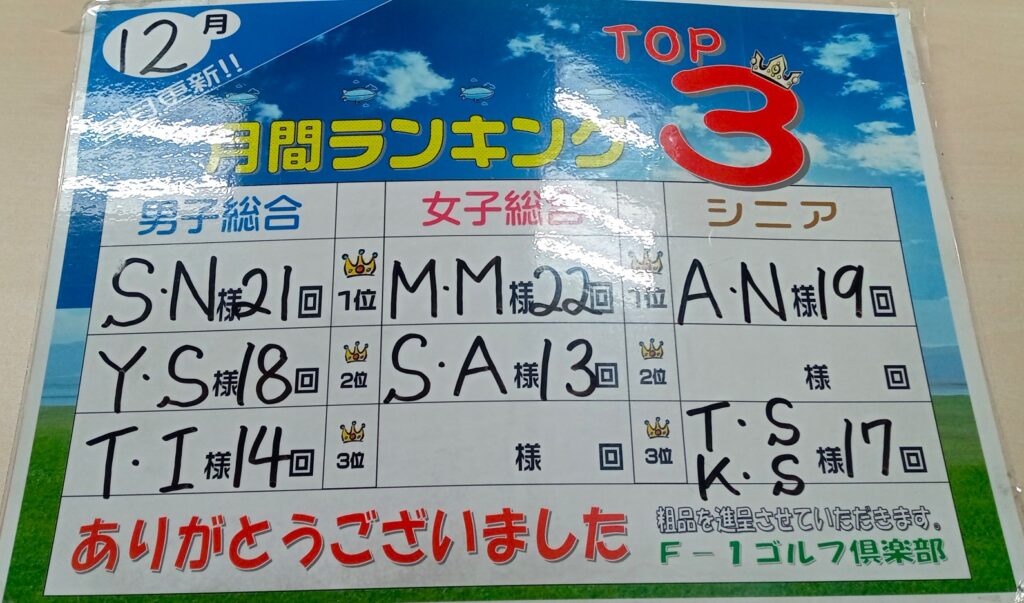 12月
更新!!
TOP
3
月間ランキング
男子総合 女子総合 シニア
S・N様21回 1位 M・M様22回 1位 A・N様19回
Y・S様18回 2位 S・A様13回 2位 様 回
T・I様14回 3位 様 回 3位 T・S
K・S様17回
ありがとうございました
粗品を進呈させていただきます。
F－1ゴルフ倶楽部